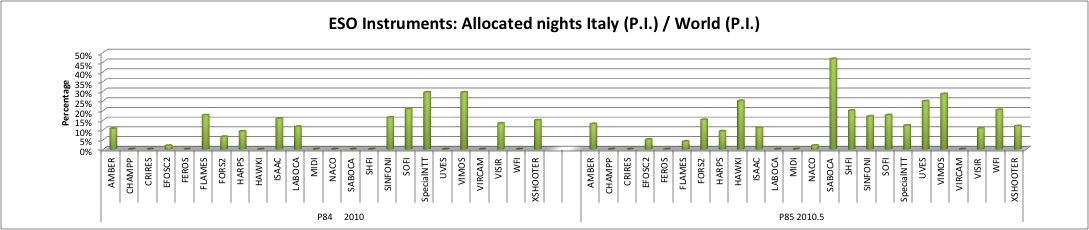 ESO Instruments: Allocated nights Italy (P.I.) / World (P.I.)
Percentage
50%
45%
40%
35%
30%
25%
20%
15%
10%
5%
0%
AMBER
CHAMPP
CRIRES
EFOSC2
FEROS
FLAMES
FORS2
HARPS
HAWKI
ISAAC
LABOCA
MIDI
NACO
SABOCA
SHFI
SINFONI
SOFI
SpecialNTT
UVES
VIMOS
VIRCAM
VISIR
WFI
XSHOOTER
AMBER
CHAMPP
CRIRES
EFOSC2
FEROS
FLAMES
FORS2
HARPS
HAWKI
ISAAC
LABOCA
MIDI
NACO
SABOCA
SHFI
SINFONI
SOFI
SpecialNTT
UVES
VIMOS
VIRCAM
VISIR
WFI
XSHOOTER
P84 2010
P85 2010.5